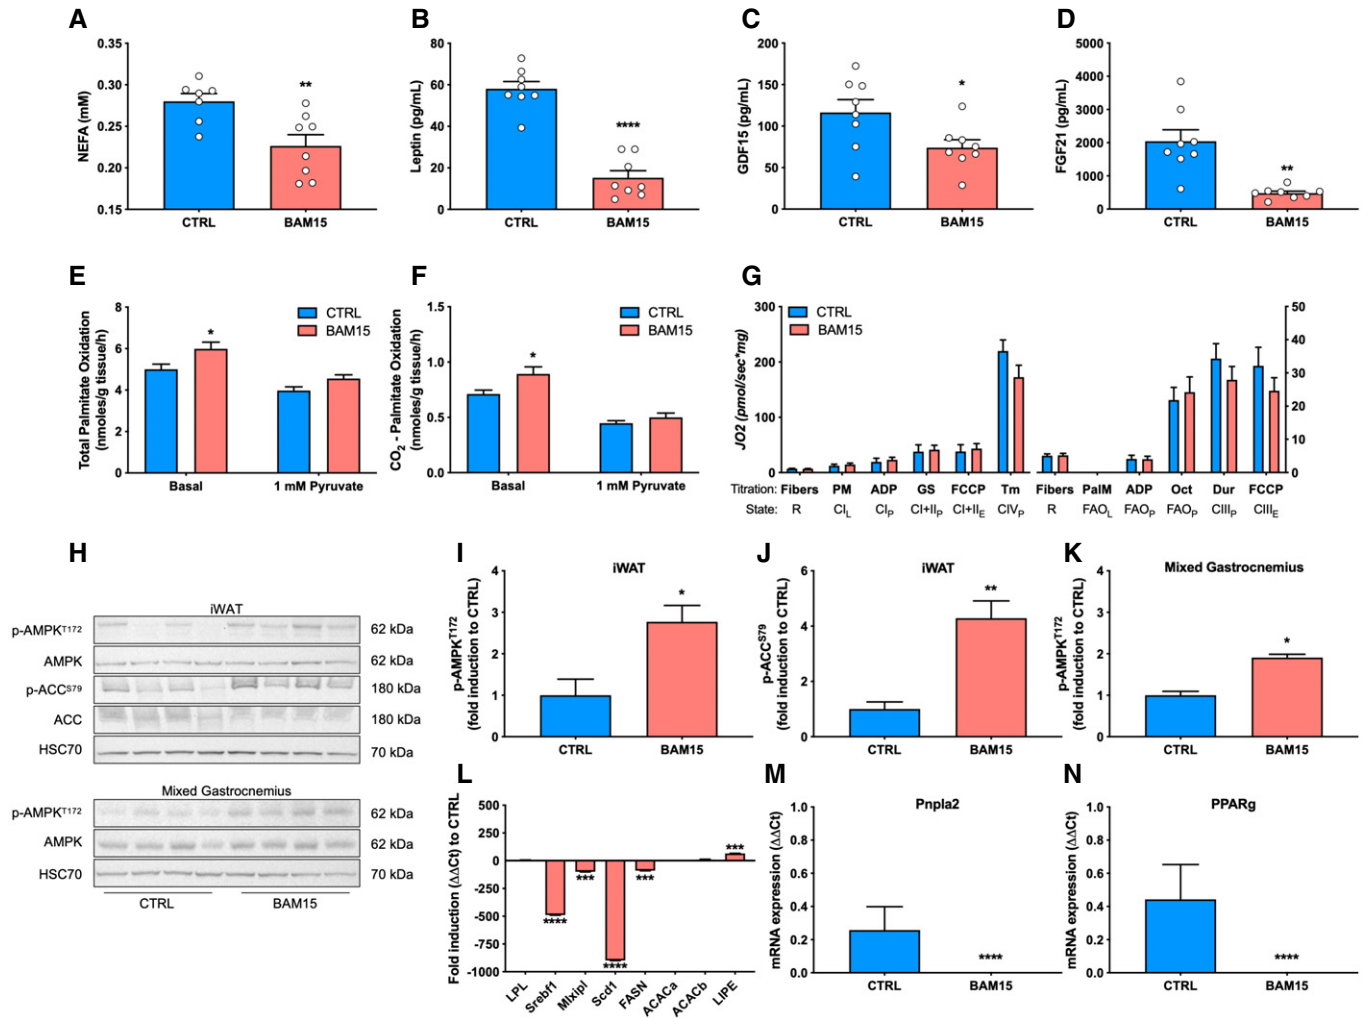 A
NEFA (mM)
0.35
0.30
0.25
0.20
0.15
**
CTRL
BAM15
B
Leptin (pg/mL)
80
60
40
20
0
****
CTRL
BAM15
C
GDF15 (pg/mL)
200
150
100
50
0
*
CTRL
BAM15
D
FGF21 (pg/mL)
5000
4000
3000
2000
1000
0
**
CTRL
BAM15
E
Total Palmitate Oxidation
(nmoles/g tissue/h)
8
6
4
2
0
CTRL
BAM15
*
Basal
1 mM Pyruvate
F
CO2 - Palmitate Oxidation
(nmoles/g tissue/h)
1.5
1.0
0.5
0.0
CTRL
BAM15
*
Basal
1 mM Pyruvate
G
JO2 (pmol/sec*mg)
300
200
100
0
CTRL
BAM15
50
40
30
20
10
0
Titration: Fibers PM ADP GS FCCP Tm Fibers PalM ADP Oct Dur FCCP
State: R CIL CIP CI+IIP CI+IIE CIVP R FAOL FAOP FAOP CIIIP CIIIE
H
iWAT
p-AMPKT172 62 kDa
AMPK 62 kDa
p-ACCS79 180 kDa
ACC 180 kDa
HSC70 70 kDa
Mixed Gastrocnemius
p-AMPKT172 62 kDa
AMPK 62 kDa
HSC70 70 kDa
CTRL BAM15
I
iWAT
p-AMPKT172
(fold induction to CTRL)
4
3
2
1
0
*
CTRL
BAM15
J
iWAT
p-ACCS79
(fold induction to CTRL)
6
4
2
0
**
CTRL
BAM15
K
Mixed Gastrocnemius
p-AMPKT172
(fold induction to CTRL)
4
3
2
1
0
*
CTRL
BAM15
L
Fold induction (ΔΔCt) to CTRL
500
250
0
-250
-500
-750
-1000
****
***
****
***
***
LPL
Srebf1
Mlxipl
Scd1
FASN
ACACa
ACACb
LIPE
M
Pnpla2
mRNA expression (ΔΔCt)
1.0
0.8
0.6
0.4
0.2
0.0
****
CTRL
BAM15
N
PPARg
mRNA expression (ΔΔCt)
1.0
0.8
0.6
0.4
0.2
0.0
****
CTRL
BAM15